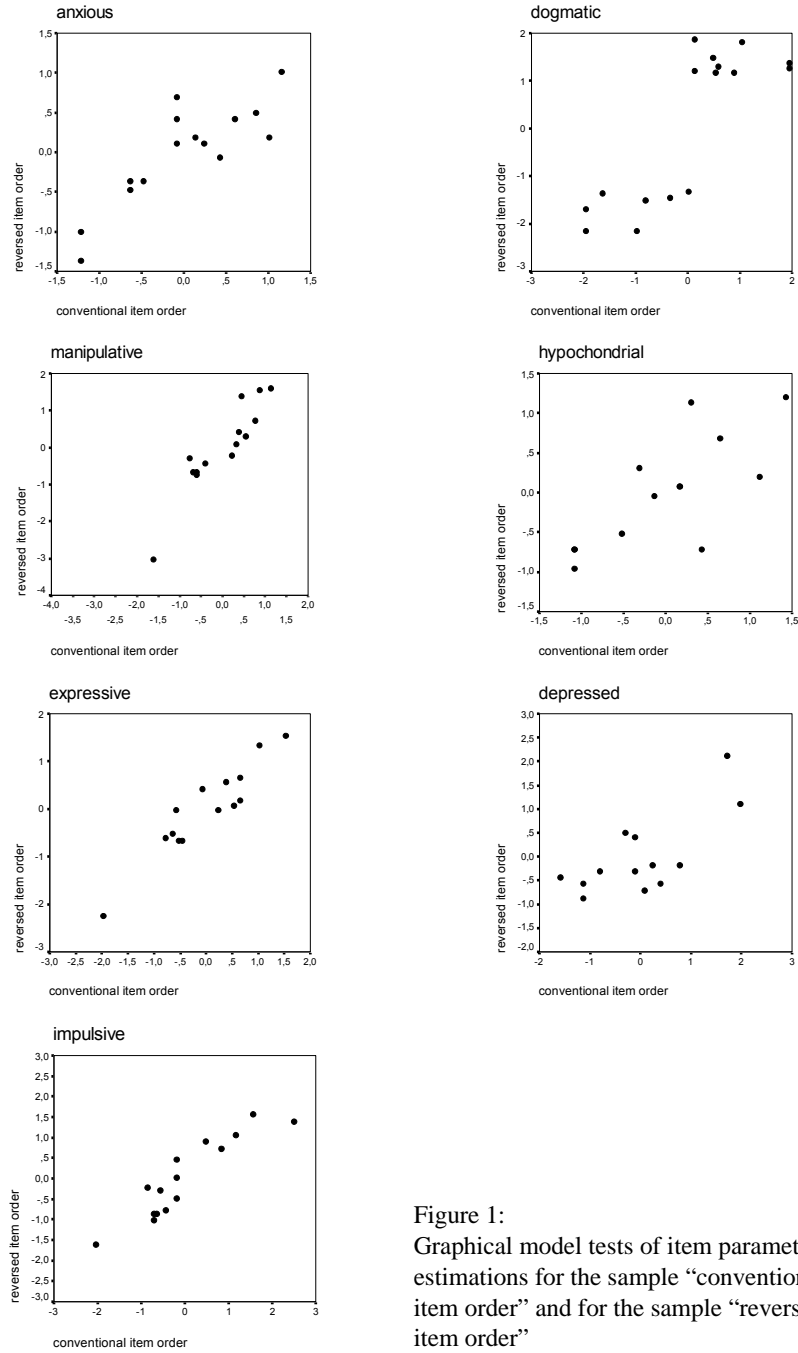 anxious
1,5
1,0
,5
0,0
-,5
-1,0
-1,5
reversed item order
-1,5 -1,0 -,5 0,0 ,5 1,0 1,5
conventional item order
dogmatic
2
1
0
-1
-2
-3
reversed item order
-3 -2 -1 0 1 2
conventional item order
manipulative
2
1
0
-1
-2
-3
-4
reversed item order
-4,0 -3,0 -2,0 -1,0 0,0 1,0 2,0
-3,5 -2,5 -1,5 -,5 ,5 1,5
conventional item order
hypochondrial
1,5
1,0
,5
0,0
-,5
-1,0
-1,5
reversed item order
-1,5 -1,0 -,5 0,0 ,5 1,0 1,5
conventional item order
expressive
2
1
0
-1
-2
-3
reversed item order
-3,0 -2,5 -2,0 -1,5 -1,0 -,5 0,0 ,5 1,0 1,5 2,0
conventional item order
depressed
3,0
2,5
2,0
1,5
1,0
,5
0,0
-,5
-1,0
-1,5
-2,0
reversed item order
-2 -1 0 1 2 3
conventional item order
impulsive
3,0
2,5
2,0
1,5
1,0
,5
0,0
-,5
-1,0
-1,5
-2,0
-2,5
-3,0
reversed item order
-3 -2 -1 0 1 2 3
conventional item order
Figure 1:
Graphical model tests of item paramet
estimations for the sample “convention
item order” and for the sample “revers
item order”